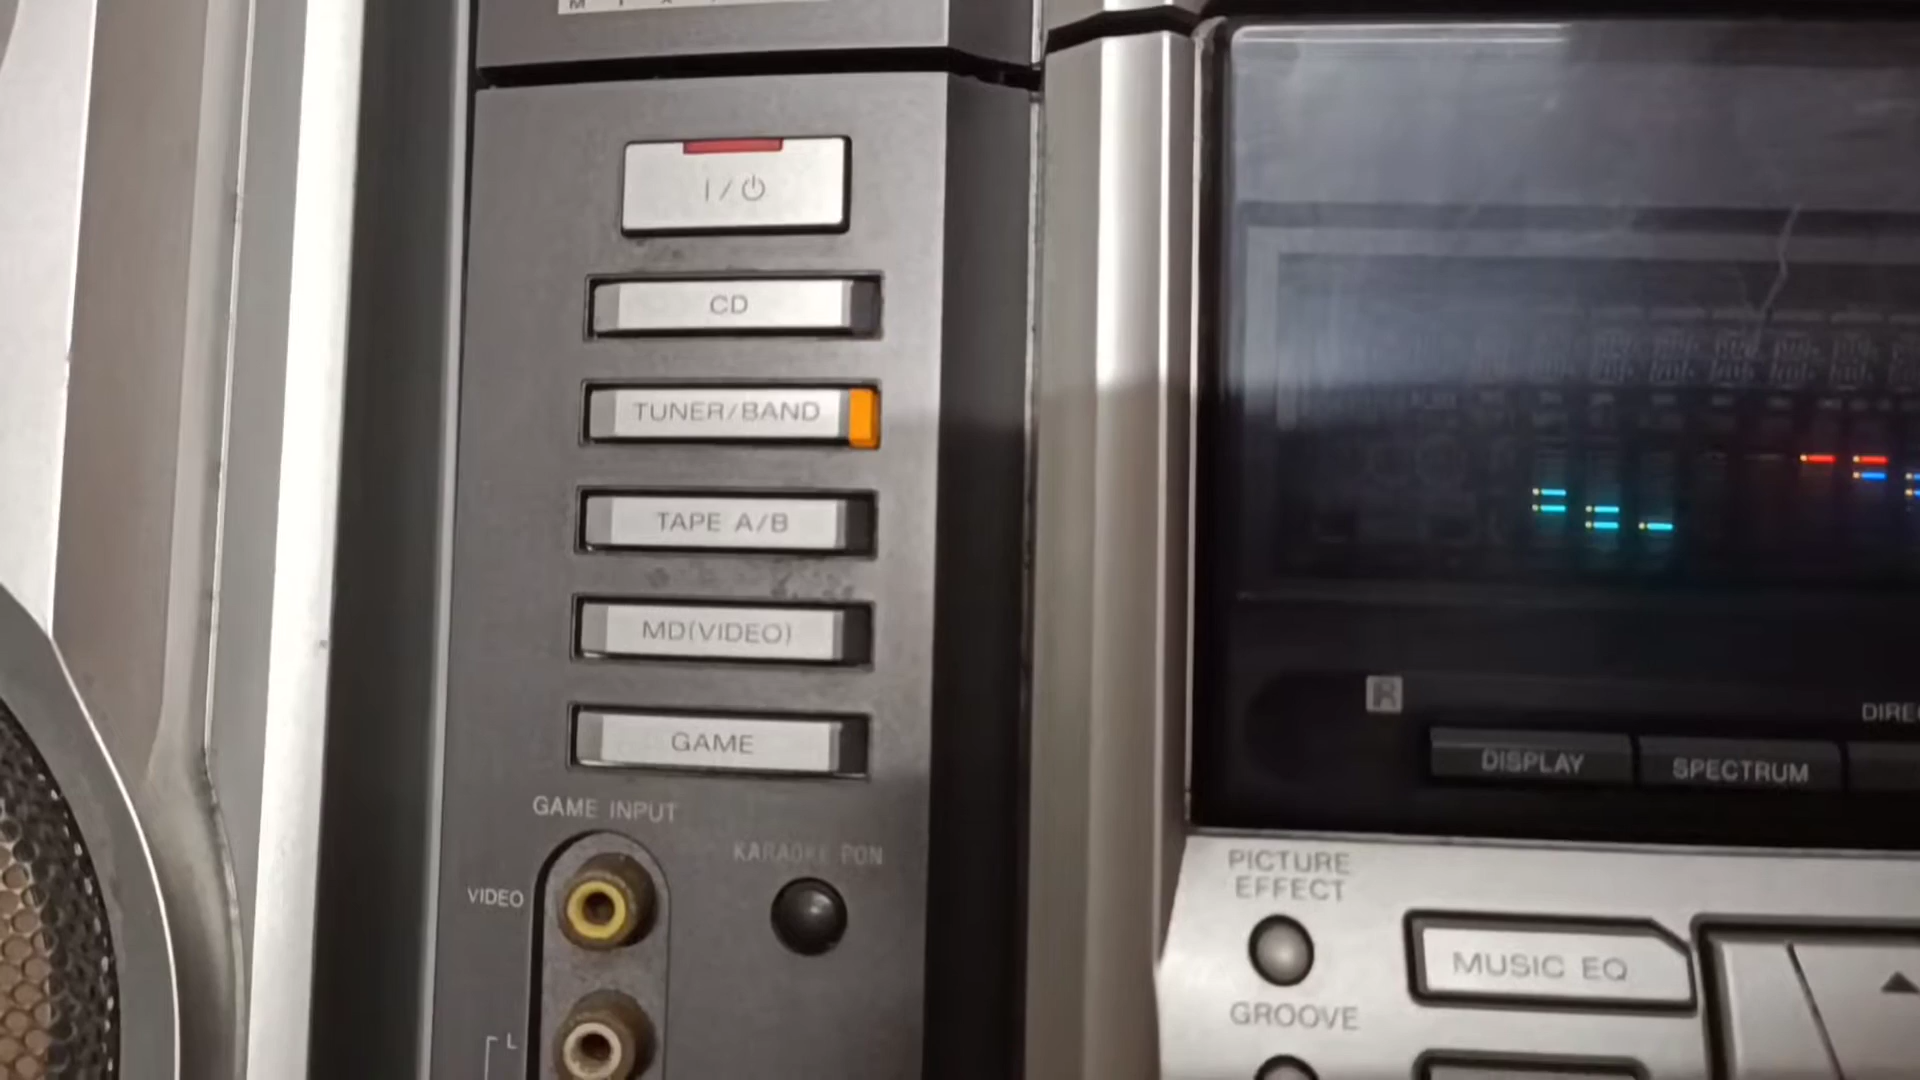 I/⏻
CD
TUNER/BAND
TAPE A/B
MD(VIDEO)
GAME
GAME INPUT
KARAOKE PON
VIDEO
L
R
DISPLAY
SPECTRUM
PICTURE
EFFECT
MUSIC EQ
GROOVE